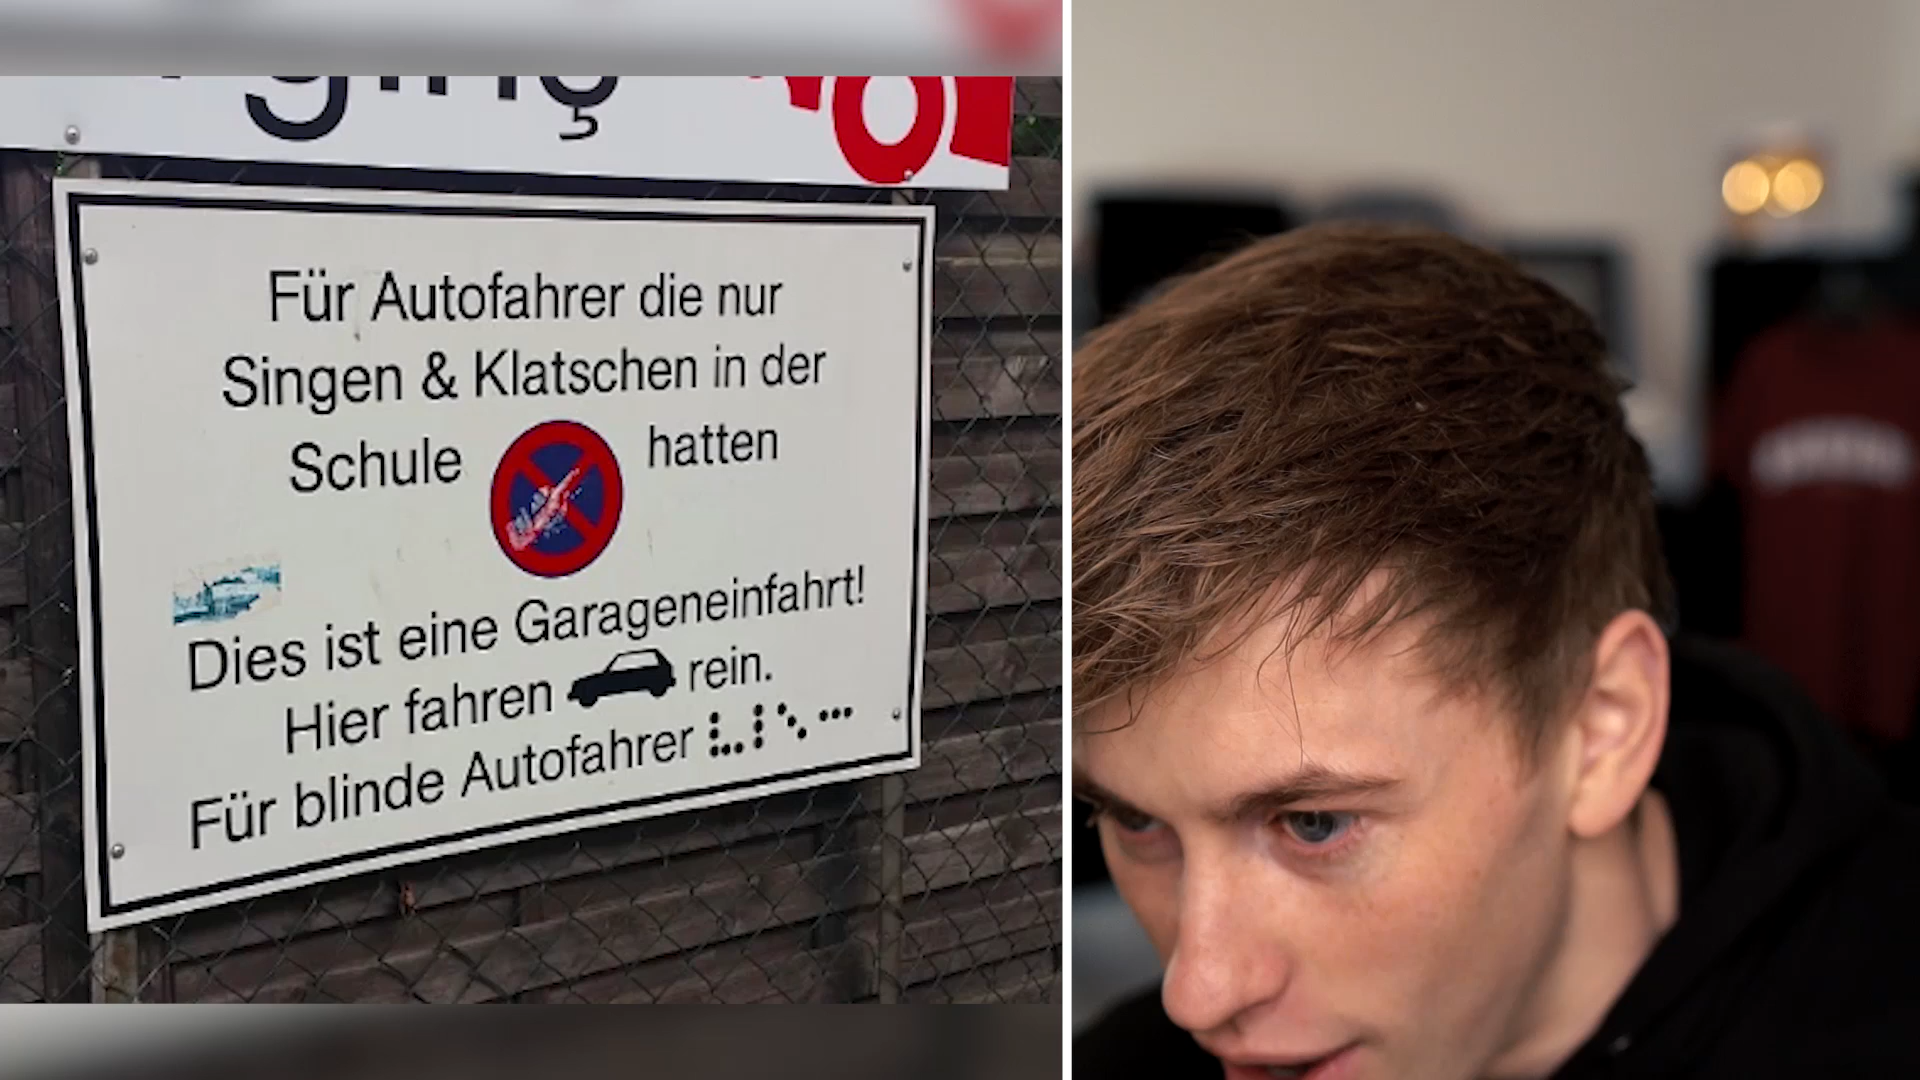 Für Autofahrer die nur
Singen & Klatschen in der
Schule hatten
Dies ist eine Garageneinfahrt!
Hier fahren rein.
Für blinde Autofahrer